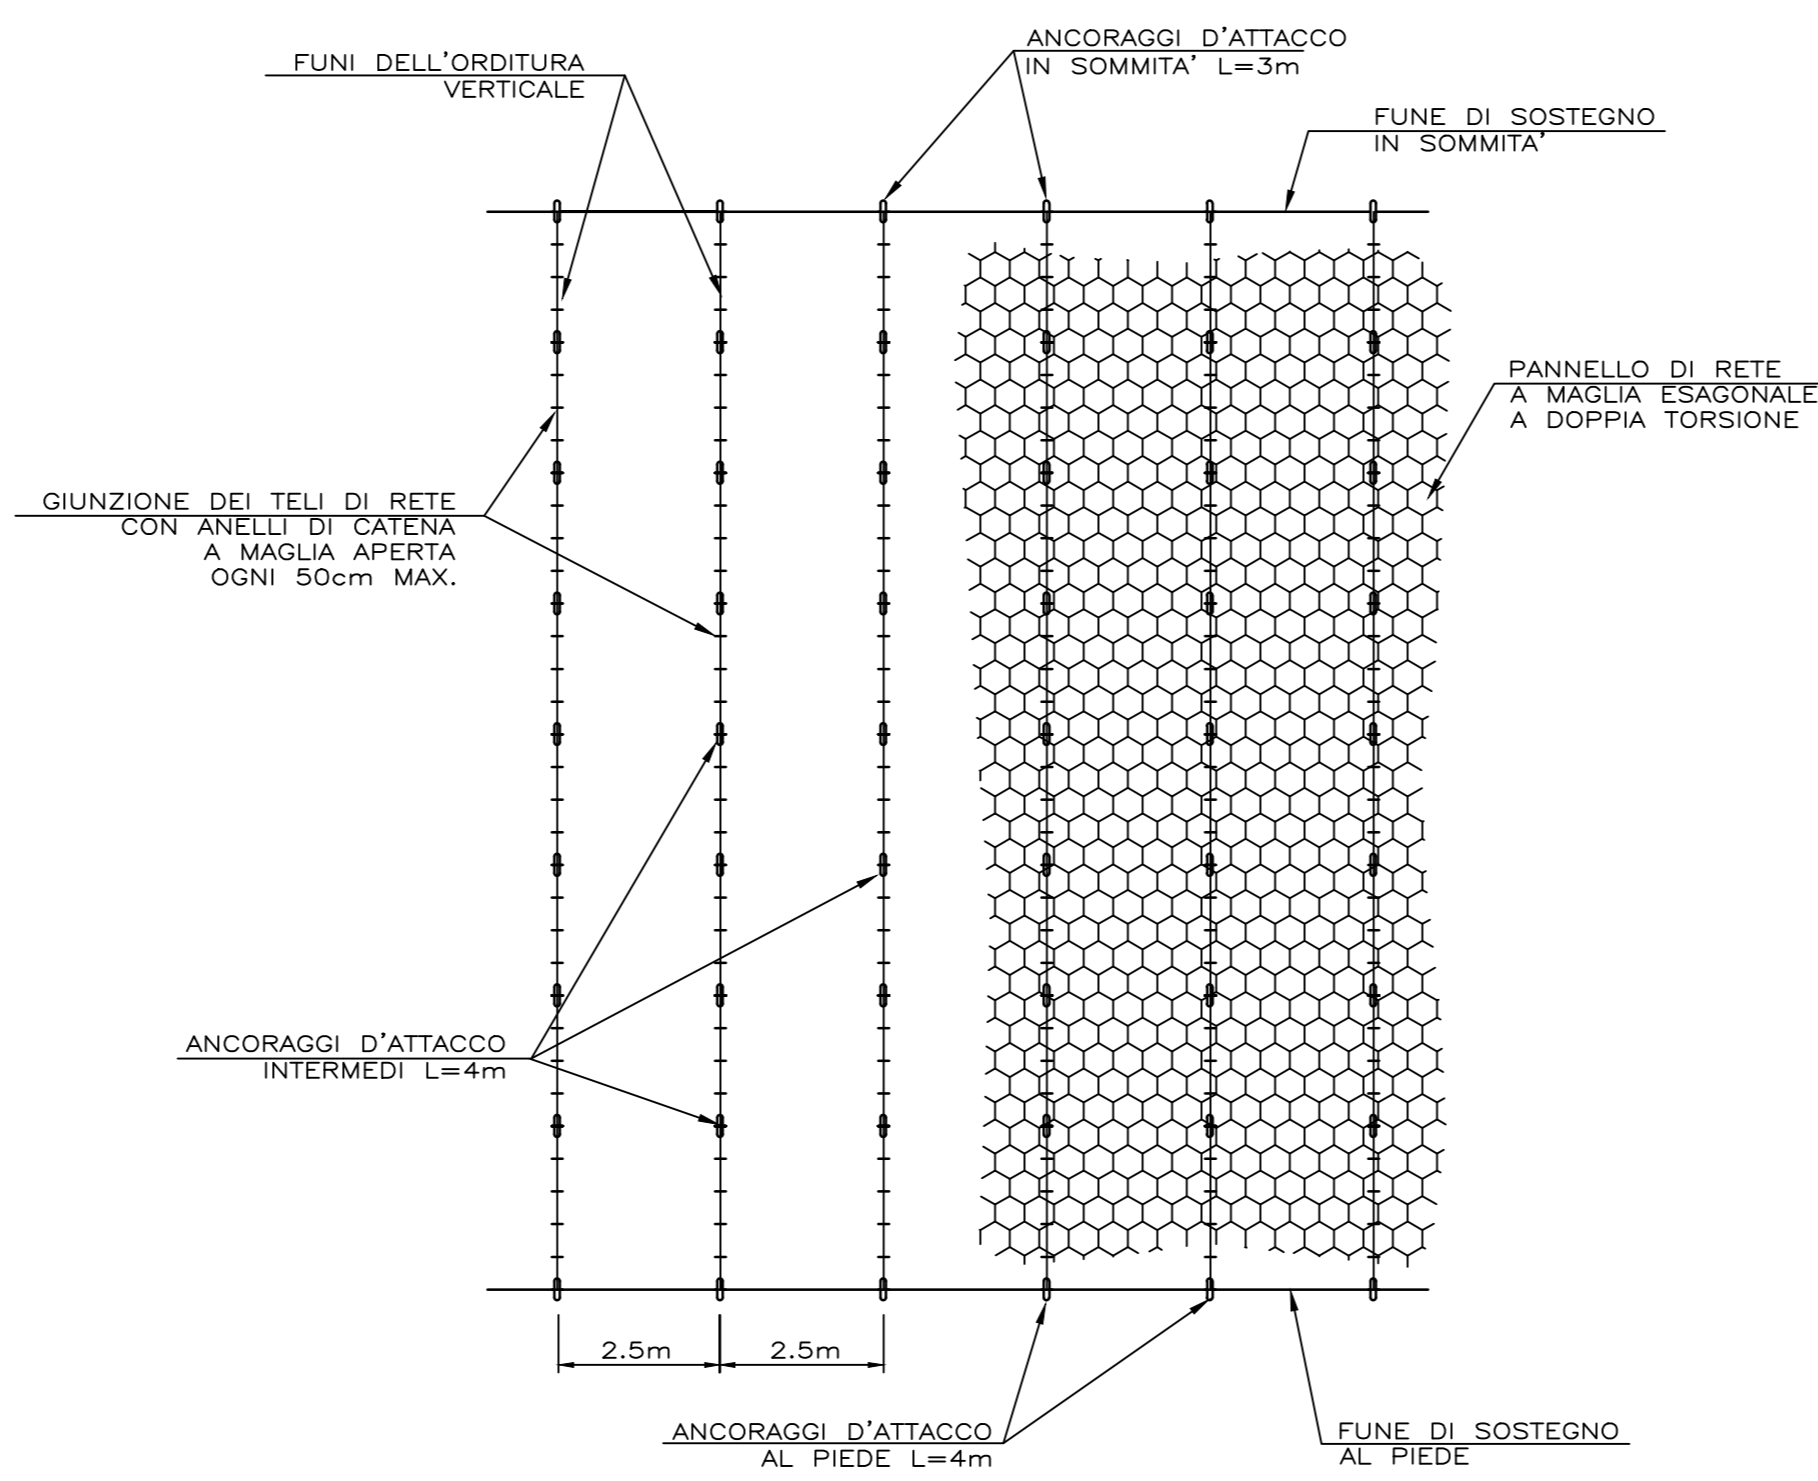 FUNI DELL'ORDITURA
VERTICALE
ANCORAGGI D'ATTACCO
IN SOMMITA' L=3m
FUNE DI SOSTEGNO
IN SOMMITA'
PANNELLO DI RETE
A MAGLIA ESAGONALE
A DOPPIA TORSIONE
GIUNZIONE DEI TELI DI RETE
CON ANELLI DI CATENA
A MAGLIA APERTA
OGNI 50cm MAX.
ANCORAGGI D'ATTACCO
INTERMEDI L=4m
2.5m
2.5m
ANCORAGGI D'ATTACCO
AL PIEDE L=4m
FUNE DI SOSTEGNO
AL PIEDE